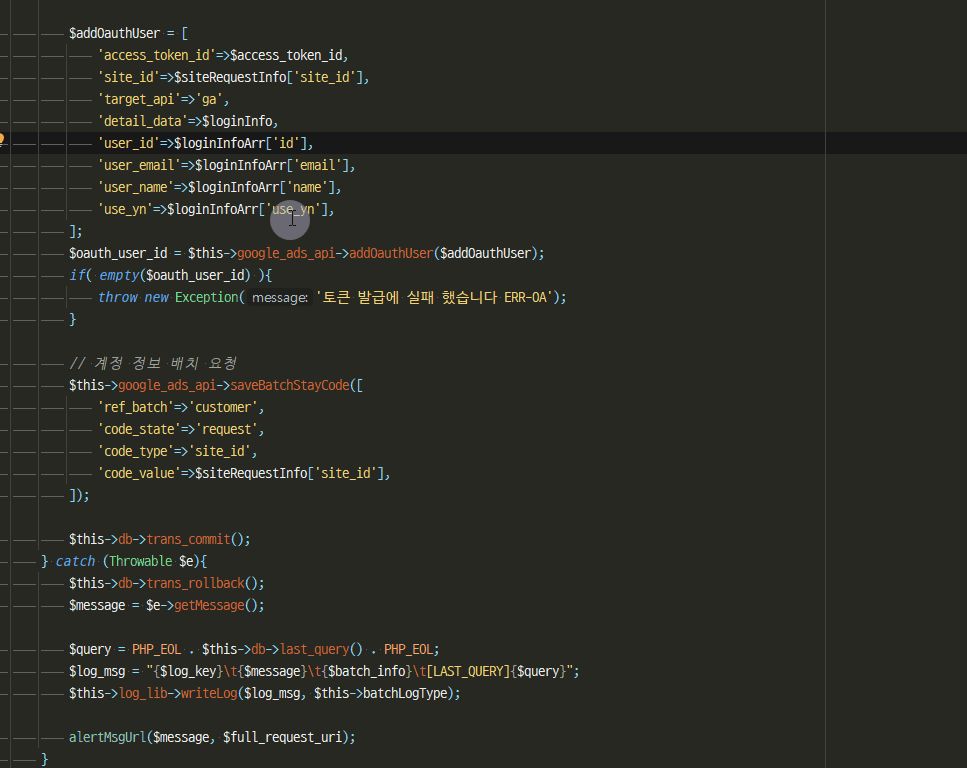 $addOauthUser = [
'access_token_id'=>$access_token_id,
'site_id'=>$siteRequestInfo['site_id'],
'target_api'=>'ga',
'detail_data'=>$loginInfo,
'user_id'=>$loginInfoArr['id'],
'user_email'=>$loginInfoArr['email'],
'user_name'=>$loginInfoArr['name'],
'use_yn'=>$loginInfoArr['use_yn'],
];
$oauth_user_id = $this->google_ads_api->addOauthUser($addOauthUser);
if( empty($oauth_user_id) ){
throw new Exception( message: '토큰 발급에 실패 했습니다 ERR-OA');
}
// 계정 정보 배치 요청
$this->google_ads_api->saveBatchStayCode([
'ref_batch'=>'customer',
'code_state'=>'request',
'code_type'=>'site_id',
'code_value'=>$siteRequestInfo['site_id'],
]);
$this->db->trans_commit();
} catch (Throwable $e){
$this->db->trans_rollback();
$message = $e->getMessage();
$query = PHP_EOL . $this->db->last_query() . PHP_EOL;
$log_msg = "{$log_key}\t{$message}\t{$batch_info}\t[LAST_QUERY]{$query}";
$this->log_lib->writeLog($log_msg, $this->batchLogType);
alertMsgUrl($message, $full_request_uri);
}